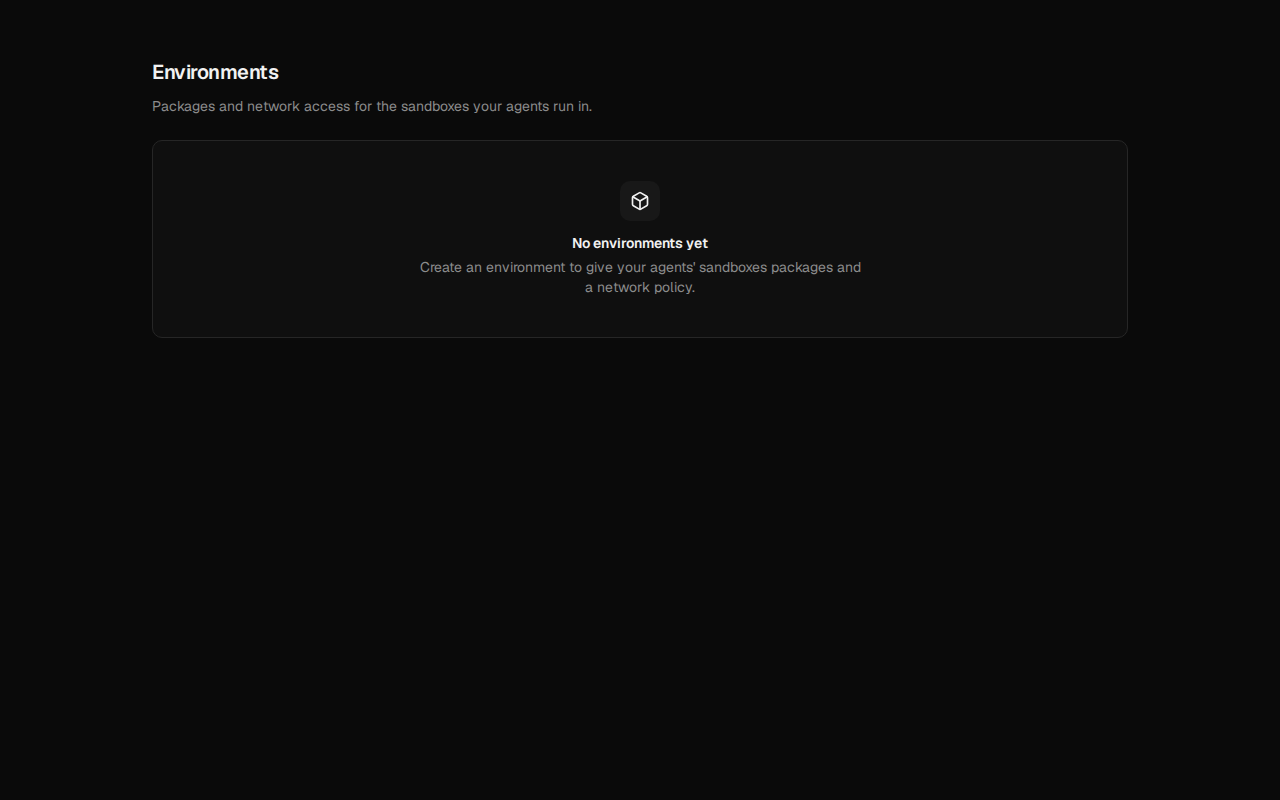 Environments
Packages and network access for the sandboxes your agents run in.
No environments yet
Create an environment to give your agents' sandboxes packages and
a network policy.